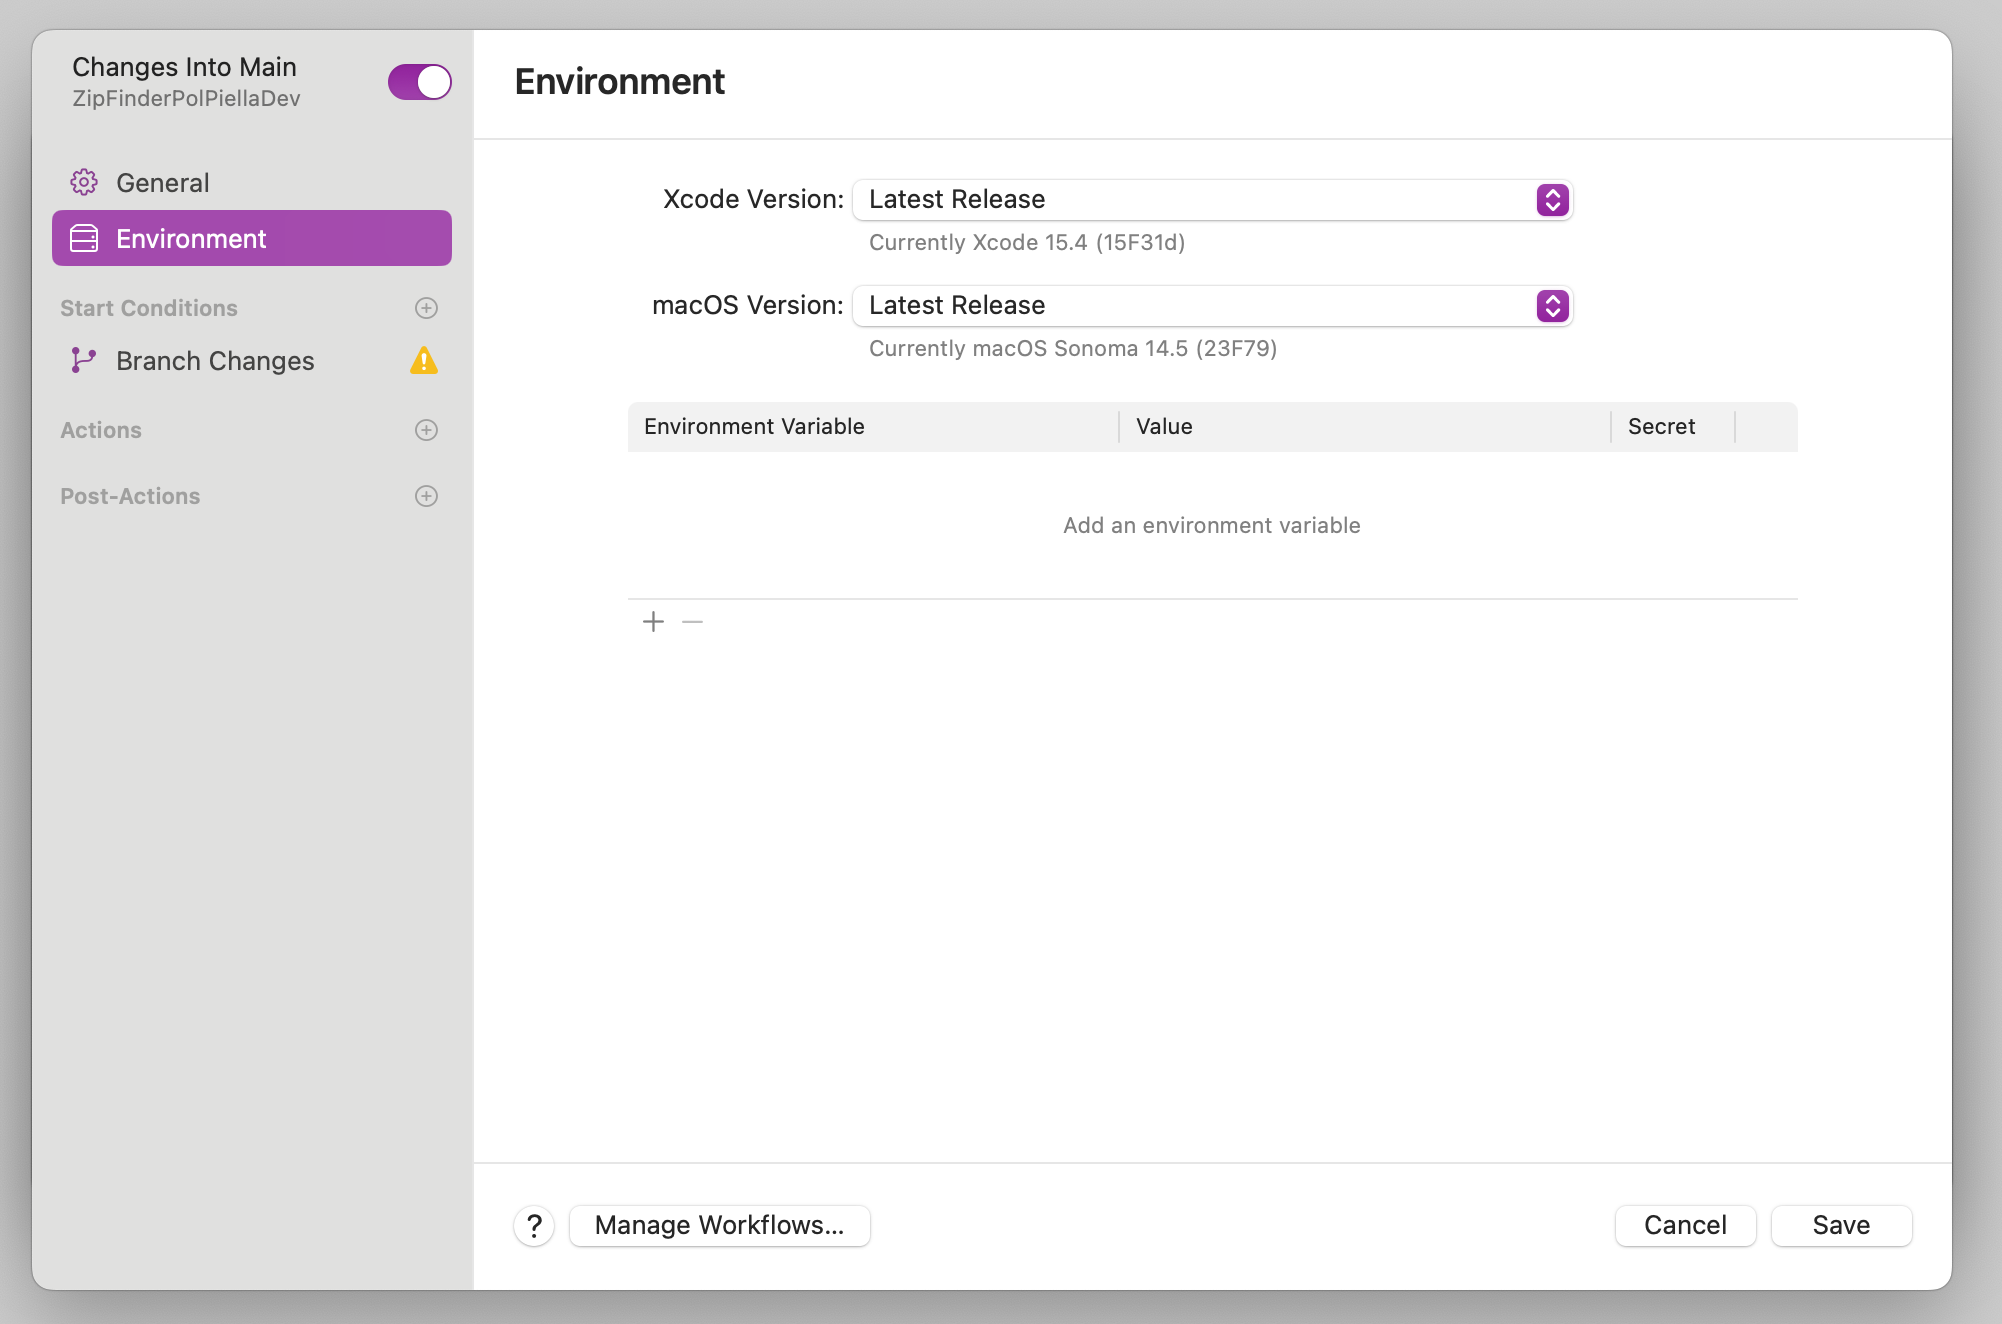 Changes Into Main
ZipFinderPolPiellaDev
General
Environment
Start Conditions
Branch Changes
Actions
Post-Actions
Environment
Xcode Version: Latest Release
Currently Xcode 15.4 (15F31d)
macOS Version: Latest Release
Currently macOS Sonoma 14.5 (23F79)
Environment Variable Value Secret
Add an environment variable
? Manage Workflows... Cancel Save